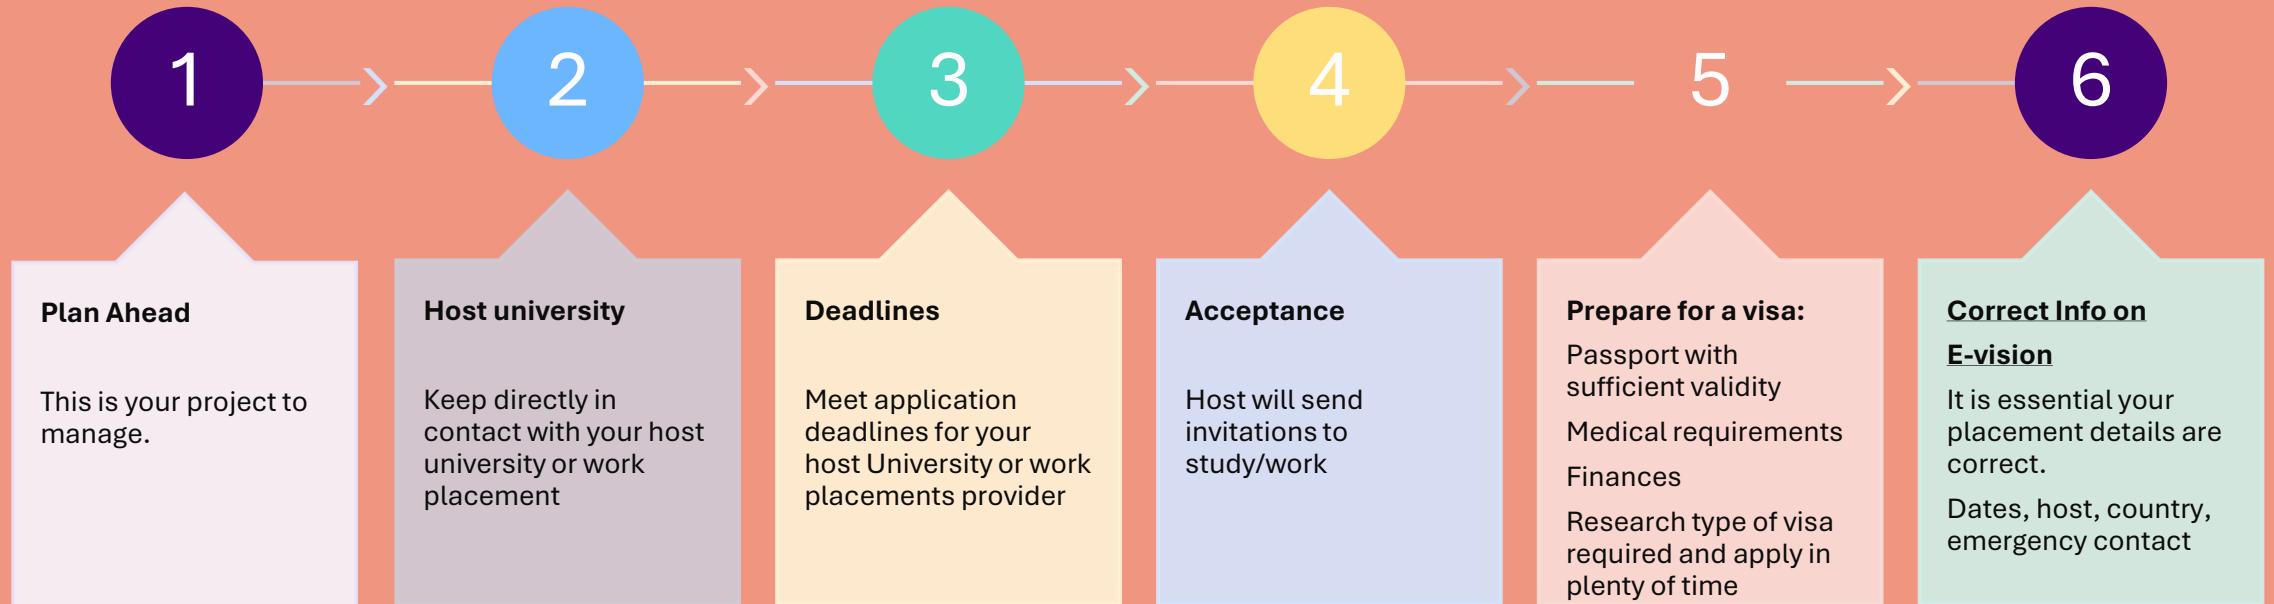 1
2
3
4
5
6
Plan Ahead
This is your project to
manage.
Host university
Keep directly in
contact with your host
university or work
placement
Deadlines
Meet application
deadlines for your
host University or work
placements provider
Acceptance
Host will send
invitations to
study/work
Prepare for a visa:
Passport with
sufficient validity
Medical requirements
Finances
Research type of visa
required and apply in
plenty of time
Correct Info on
E-vision
It is essential your
placement details are
correct.
Dates, host, country,
emergency contact